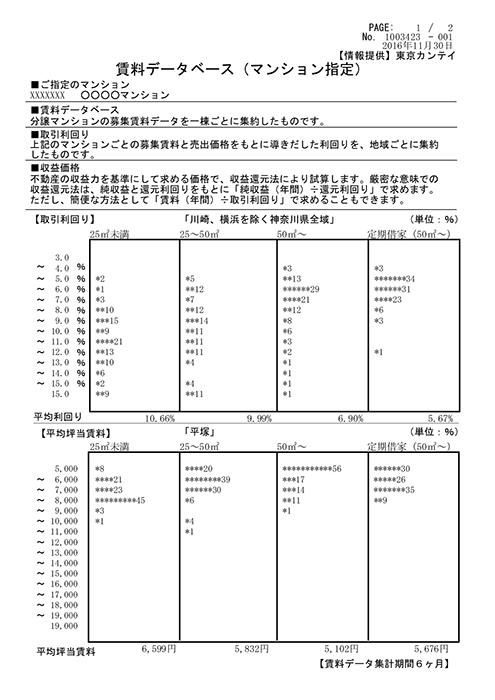 PAGE: 1 / 2
No. 1003423 －001
2016年11月30日
【情報提供】東京カンテイ
賃料データベース（マンション指定）
■ご指定のマンション
XXXXXXX 〇〇〇〇マンション
■賃料データベース
分譲マンションの募集賃料データを一棟ごとに集約したものです。
■取引利回り
上記のマンションごとの募集賃料と売出価格をもとに導きだした利回りを、地域ごとに集約
したものです。
■収益価格
不動産の収益力を基準にして求める価格で、収益還元法により試算します。厳密な意味での
収益還元法は、純収益と還元利回りをもとに「純収益（年間）÷還元利回り」で求めます。
ただし、簡便な方法として「賃料（年間）÷取引利回り」で求めることもできます。
【取引利回り】 「川崎、横浜を除く神奈川県全域」 （単位：％）
25㎡未満 25～50㎡ 50㎡～ 定期借家（50㎡～）
3.0
～ 4.0 % *3 *3
～ 5.0 % *2 *5 **13 *******34
～ 6.0 % *1 **12 ******29 ******31
～ 7.0 % *3 *7 ****21 ****23
～ 8.0 % **10 **12 **12 *6
～ 9.0 % ***15 ***14 *8 *3
～ 10.0 % **9 **11 *6
～ 11.0 % ****21 **11 *3
～ 12.0 % **13 **11 *2 *1
～ 13.0 % **10 *4 *1
～ 14.0 % *6 *1
～ 15.0 % *2 *4 *1
15.0 **9 **11 *1
平均利回り 10.66% 9.99% 6.90% 5.67%
【平均坪当賃料】 「平塚」 （単位：％）
25㎡未満 25～50㎡ 50㎡～ 定期借家（50㎡～）
5,000 *8 ****20 ***********56 ******30
～ 6,000 ****21 ********39 ***17 *****26
～ 7,000 ****23 ******30 ***14 *******35
～ 8,000 *********45 *6 **11 **9
～ 9,000 *3 *1
～ 10,000 *1 *4
～ 11,000 *1
～ 12,000
～ 13,000
～ 14,000
～ 15,000
～ 16,000
～ 17,000
～ 18,000
～ 19,000
19,000
平均坪当賃料 6,599円 5,832円 5,102円 5,676円
【賃料データ集計期間６ヶ月】